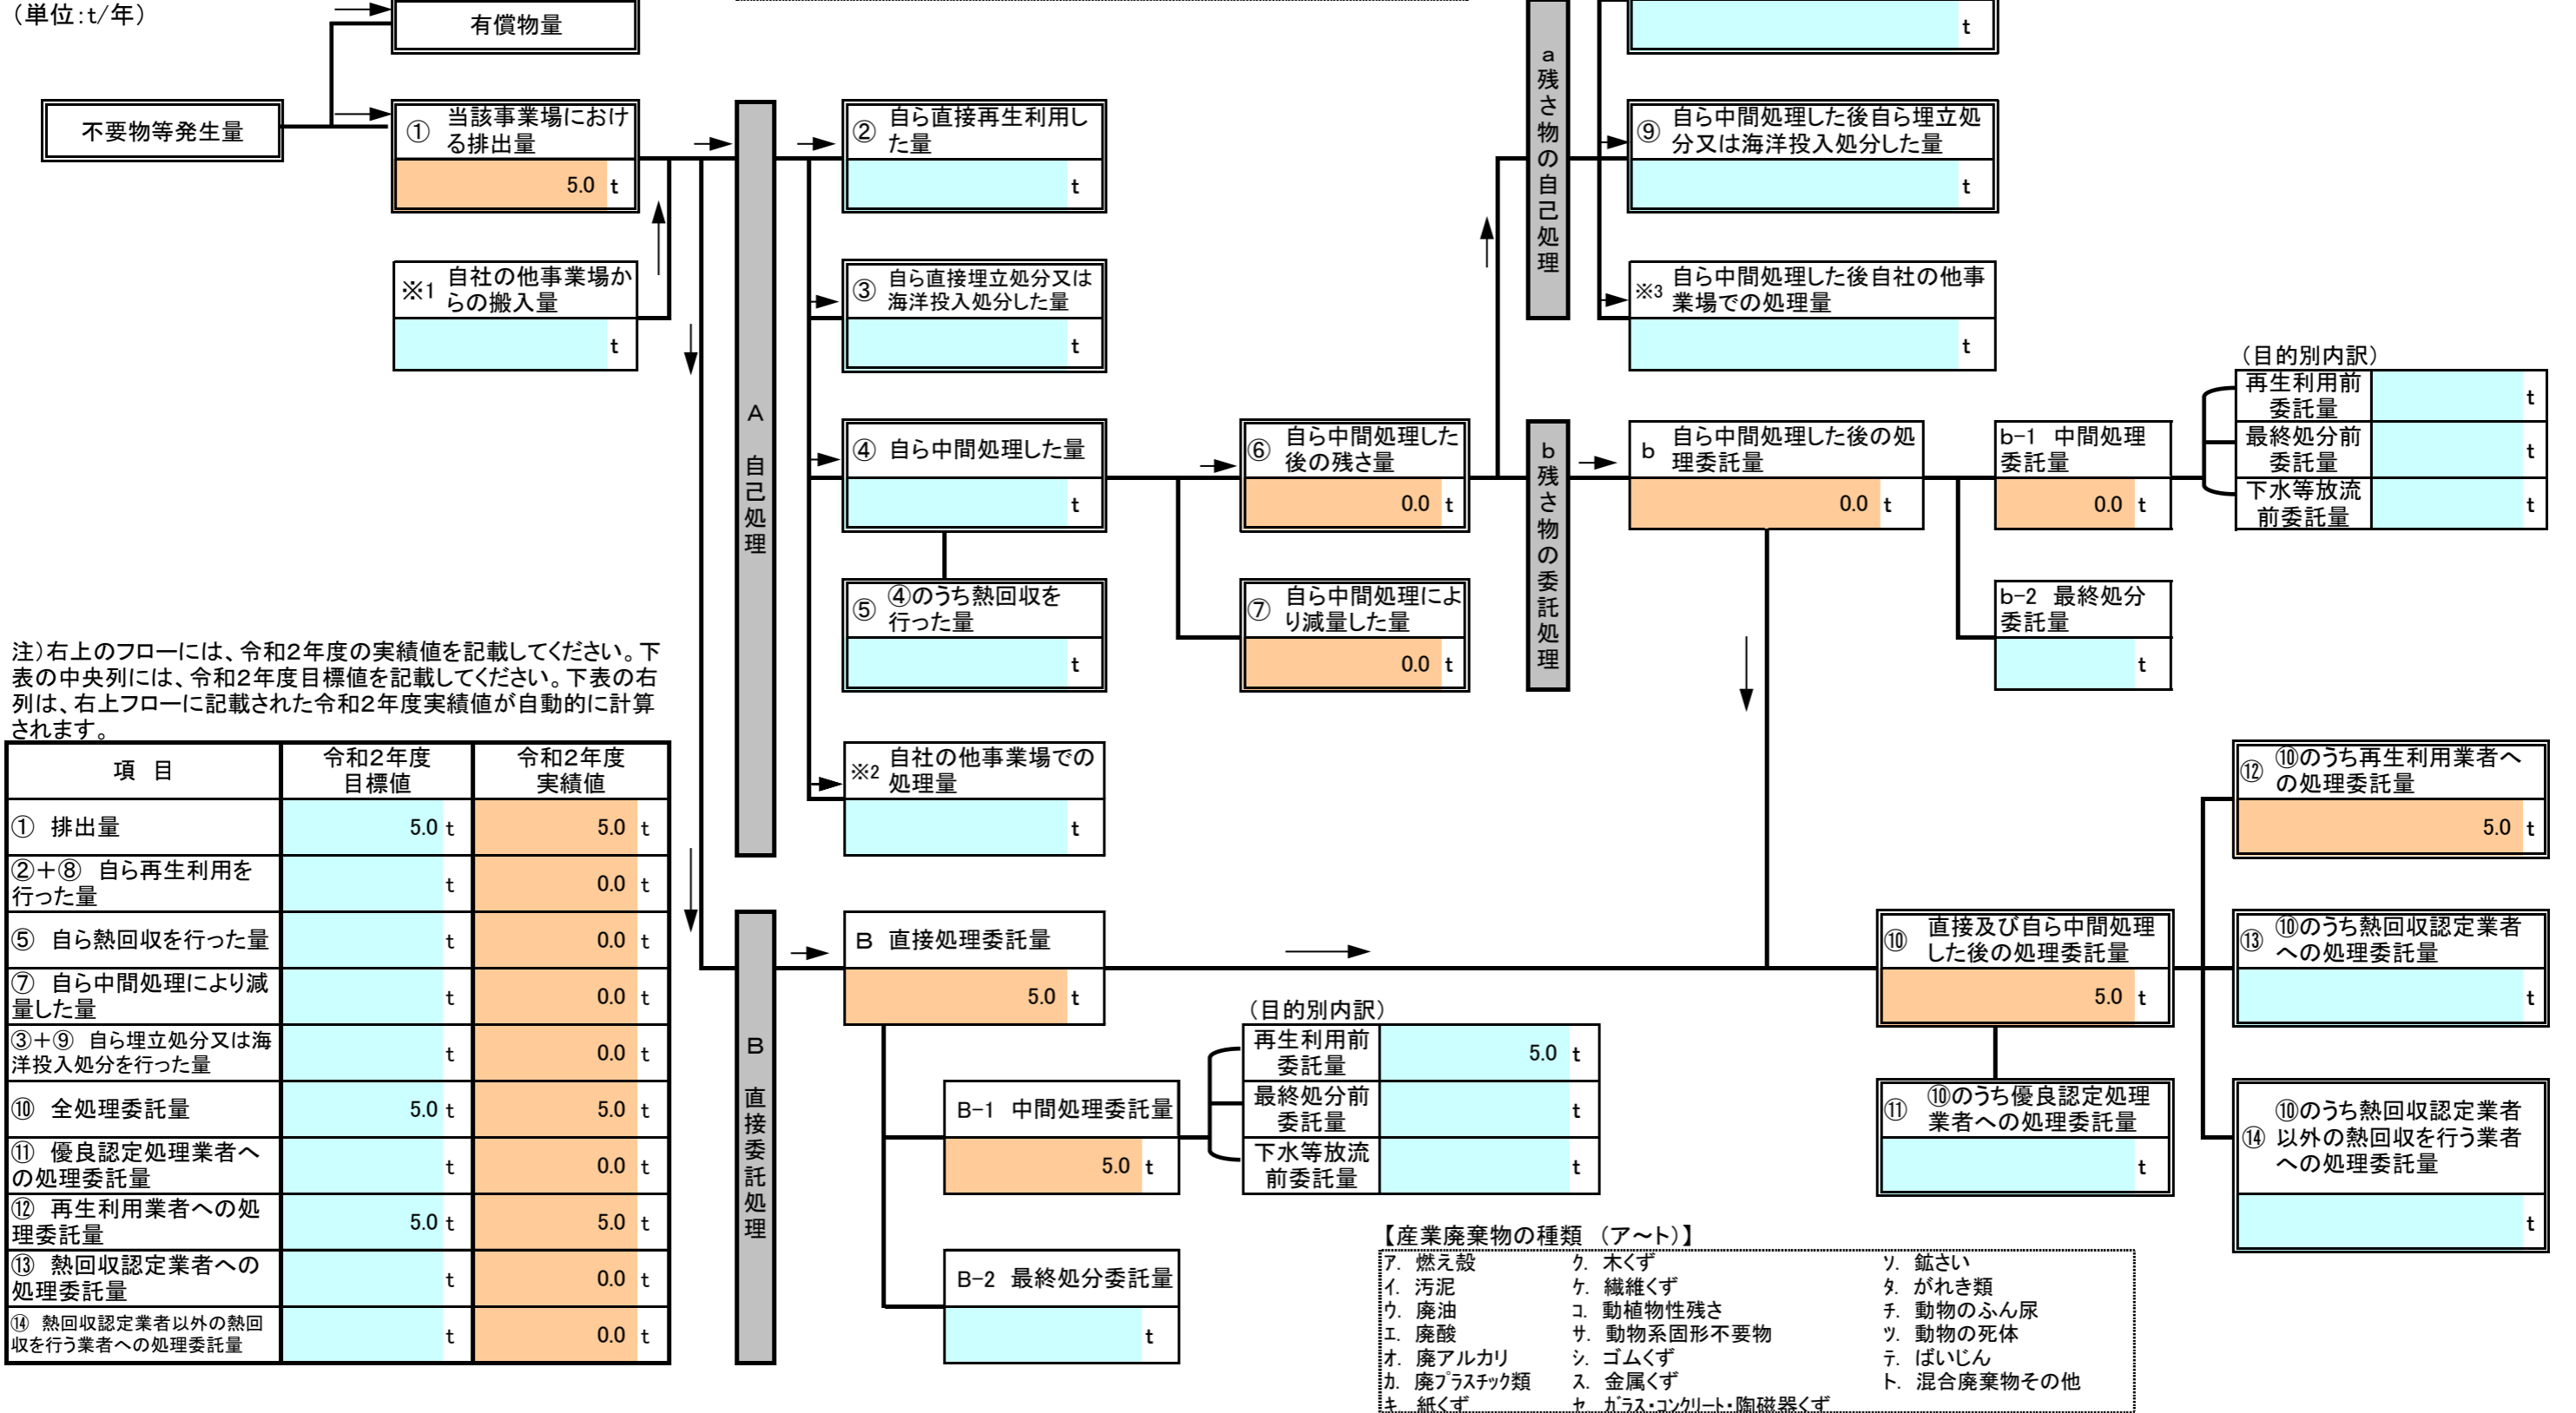 （単位：t/年）
有償物量
不要物等発生量
① 当該事業場におけ
る排出量
5.0 t
※1 自社の他事業場か
らの搬入量
t
A 自己処理
② 自ら直接再生利用し
た量
t
③ 自ら直接埋立処分又は
海洋投入処分した量
t
④ 自ら中間処理した量
t
⑤ ④のうち熱回収を
行った量
t
※2 自社の他事業場での
処理量
t
⑥ 自ら中間処理した
後の残さ量
0.0 t
⑦ 自ら中間処理によ
り減量した量
0.0 t
a 残さ物の自己処理
t
⑨ 自ら中間処理した後自ら埋立処
分又は海洋投入処分した量
t
※3 自ら中間処理した後自社の他事
業場での処理量
t
b 残さ物の委託処理
b 自ら中間処理した後の処
理委託量
0.0 t
b-1 中間処理
委託量
0.0 t
（目的別内訳）
再生利用前
委託量
t
最終処分前
委託量
t
下水等放流
前委託量
t
b-2 最終処分
委託量
t
注）右上のフローには、令和2年度の実績値を記載してください。下
表の中央列には、令和2年度目標値を記載してください。下表の右
列は、右上フローに記載された令和2年度実績値が自動的に計算
されます。
項 目
令和2年度
目標値
令和2年度
実績値
① 排出量 5.0 t 5.0 t
②＋⑧ 自ら再生利用を
行った量 t 0.0 t
⑤ 自ら熱回収を行った量 t 0.0 t
⑦ 自ら中間処理により減
量した量 t 0.0 t
③＋⑨ 自ら埋立処分又は海
洋投入処分を行った量 t 0.0 t
⑩ 全処理委託量 5.0 t 5.0 t
⑪ 優良認定処理業者へ
の処理委託量 t 0.0 t
⑫ 再生利用業者への処
理委託量 5.0 t 5.0 t
⑬ 熱回収認定業者への
処理委託量 t 0.0 t
⑭ 熱回収認定業者以外の熱回
収を行う業者への処理委託量 t 0.0 t
B 直接委託処理
B 直接処理委託量
5.0 t
B-1 中間処理委託量
5.0 t
（目的別内訳）
再生利用前
委託量
5.0 t
最終処分前
委託量
t
下水等放流
前委託量
t
B-2 最終処分委託量
t
⑩ 直接及び自ら中間処理
した後の処理委託量
5.0 t
⑪ ⑩のうち優良認定処理
業者への処理委託量
t
⑫ ⑩のうち再生利用業者へ
の処理委託量
5.0 t
⑬ ⑩のうち熱回収認定業者
への処理委託量
t
⑭ ⑩のうち熱回収認定業者
以外の熱回収を行う業者
への処理委託量
t
【産業廃棄物の種類 （ア～ト）】
ア. 燃え殻 ク. 木くず ソ. 鉱さい
イ. 汚泥 ケ. 繊維くず タ. がれき類
ウ. 廃油 コ. 動植物性残さ チ. 動物のふん尿
エ. 廃酸 サ. 動物系固形不要物 ツ. 動物の死体
オ. 廃アルカリ シ. ゴムくず テ. ばいじん
カ. 廃プラスチック類 ス. 金属くず ト. 混合廃棄物その他
キ 紙くず セ ガラス・コンクリート・陶磁器くず